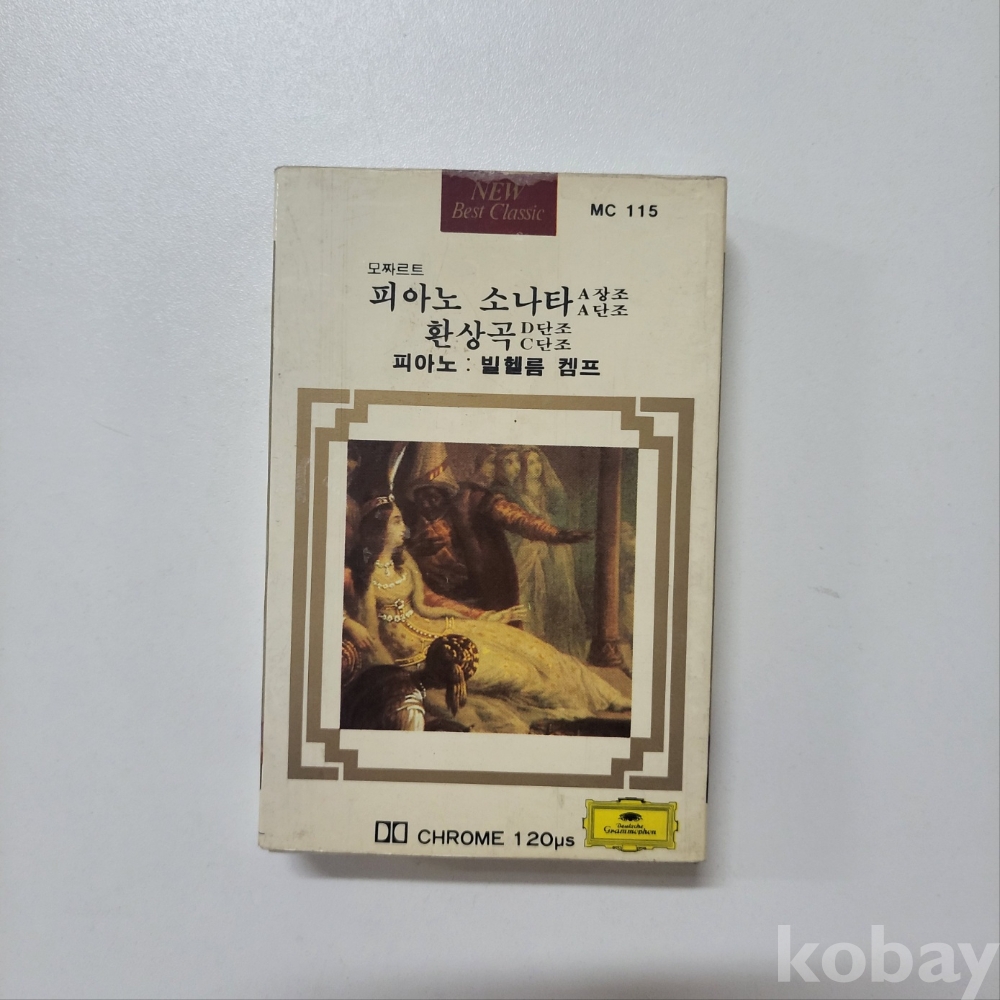 NEW
Best Classic
MC 115
모짜르트
피아노 소나타 A장조 A단조
환상곡 D단조 C단조
피아노 : 빌헬름 켐프
CHROME 120μs
Deutsche
Grammophon
kobay